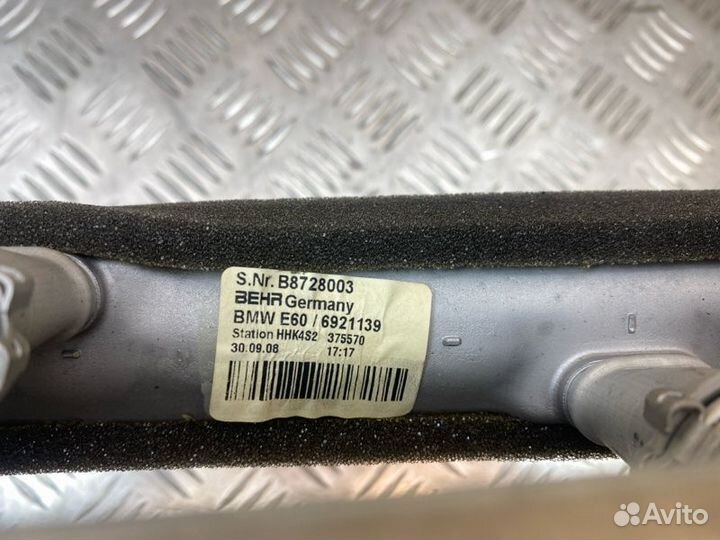 S.Nr. B8728003
BEHR Germany
BMW E60 / 6921139
Station HHK4S2 375570
30.09.08 17:17
Avito